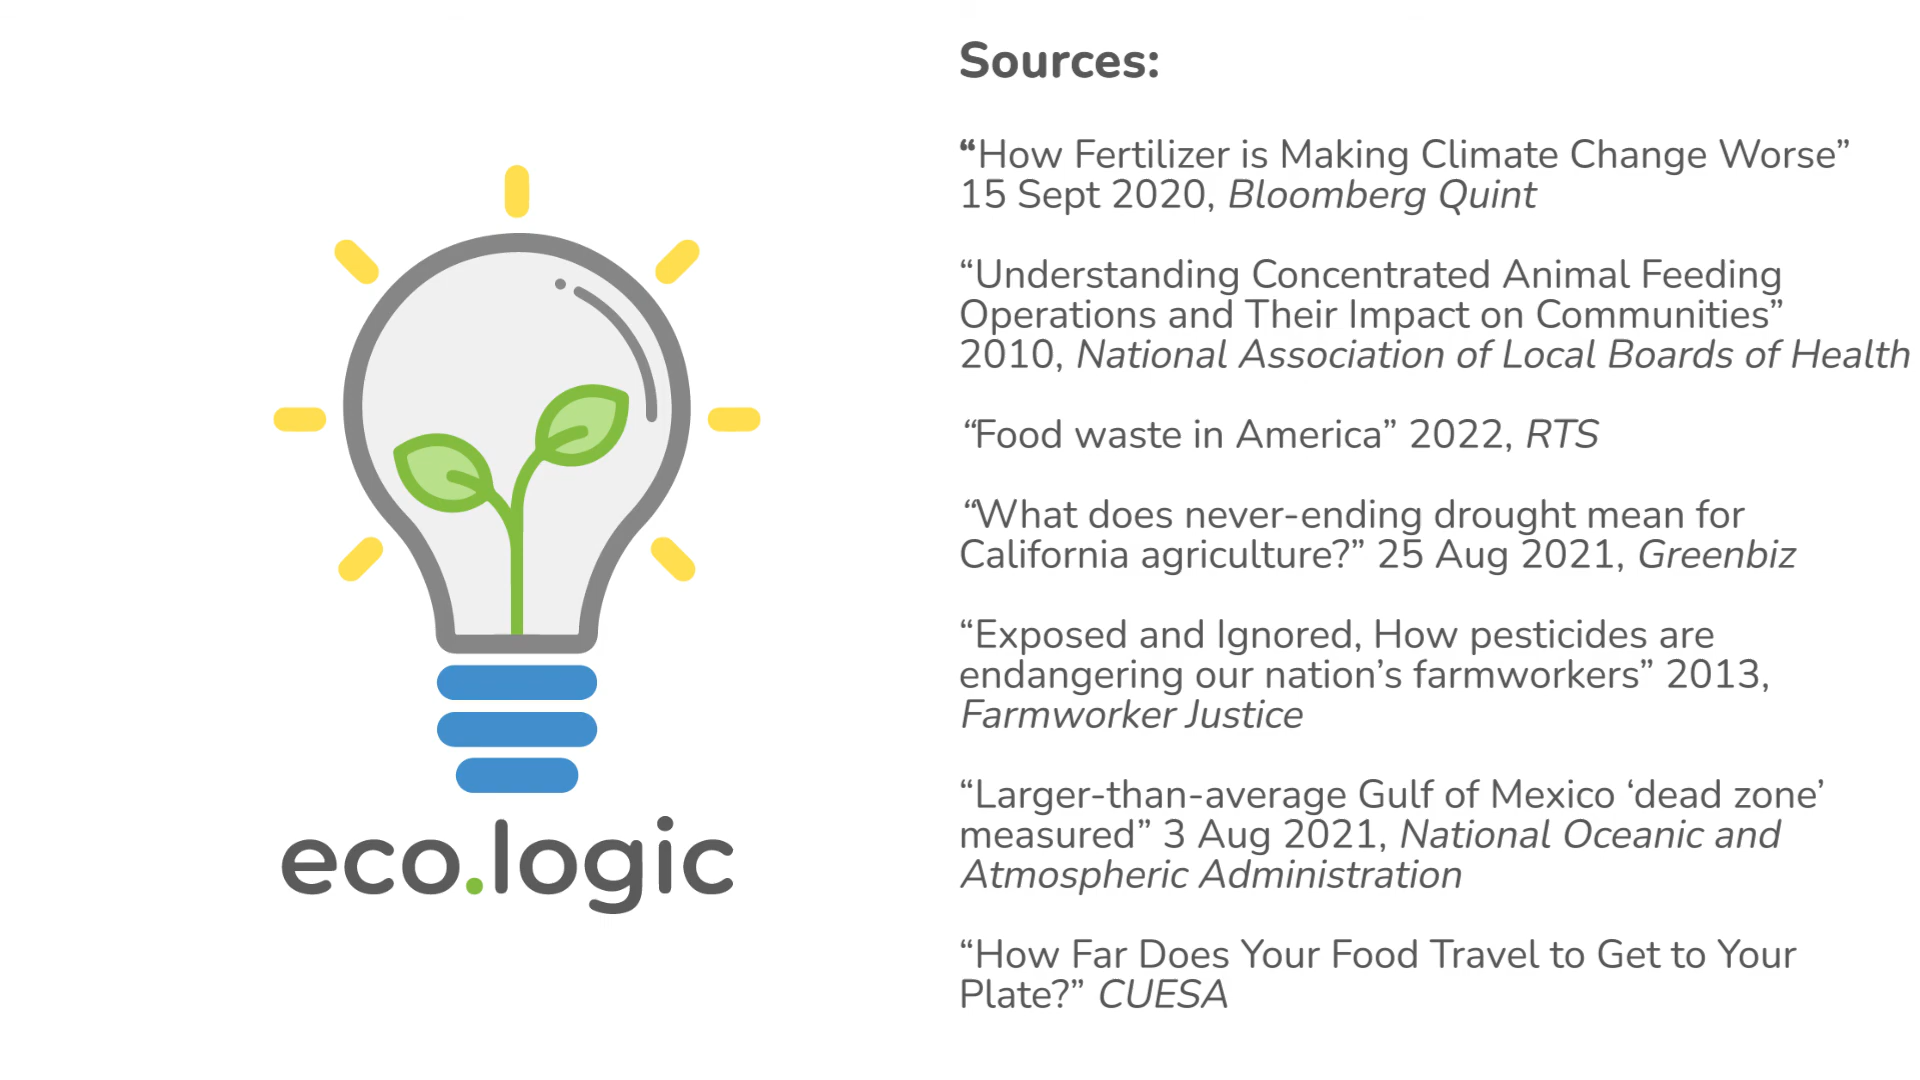 eco.logic
Sources:
“How Fertilizer is Making Climate Change Worse”
15 Sept 2020, Bloomberg Quint
“Understanding Concentrated Animal Feeding
Operations and Their Impact on Communities”
2010, National Association of Local Boards of Health
“Food waste in America” 2022, RTS
“What does never-ending drought mean for
California agriculture?” 25 Aug 2021, Greenbiz
“Exposed and Ignored, How pesticides are
endangering our nation’s farmworkers” 2013,
Farmworker Justice
“Larger-than-average Gulf of Mexico ‘dead zone’
measured” 3 Aug 2021, National Oceanic and
Atmospheric Administration
“How Far Does Your Food Travel to Get to Your
Plate?” CUESA